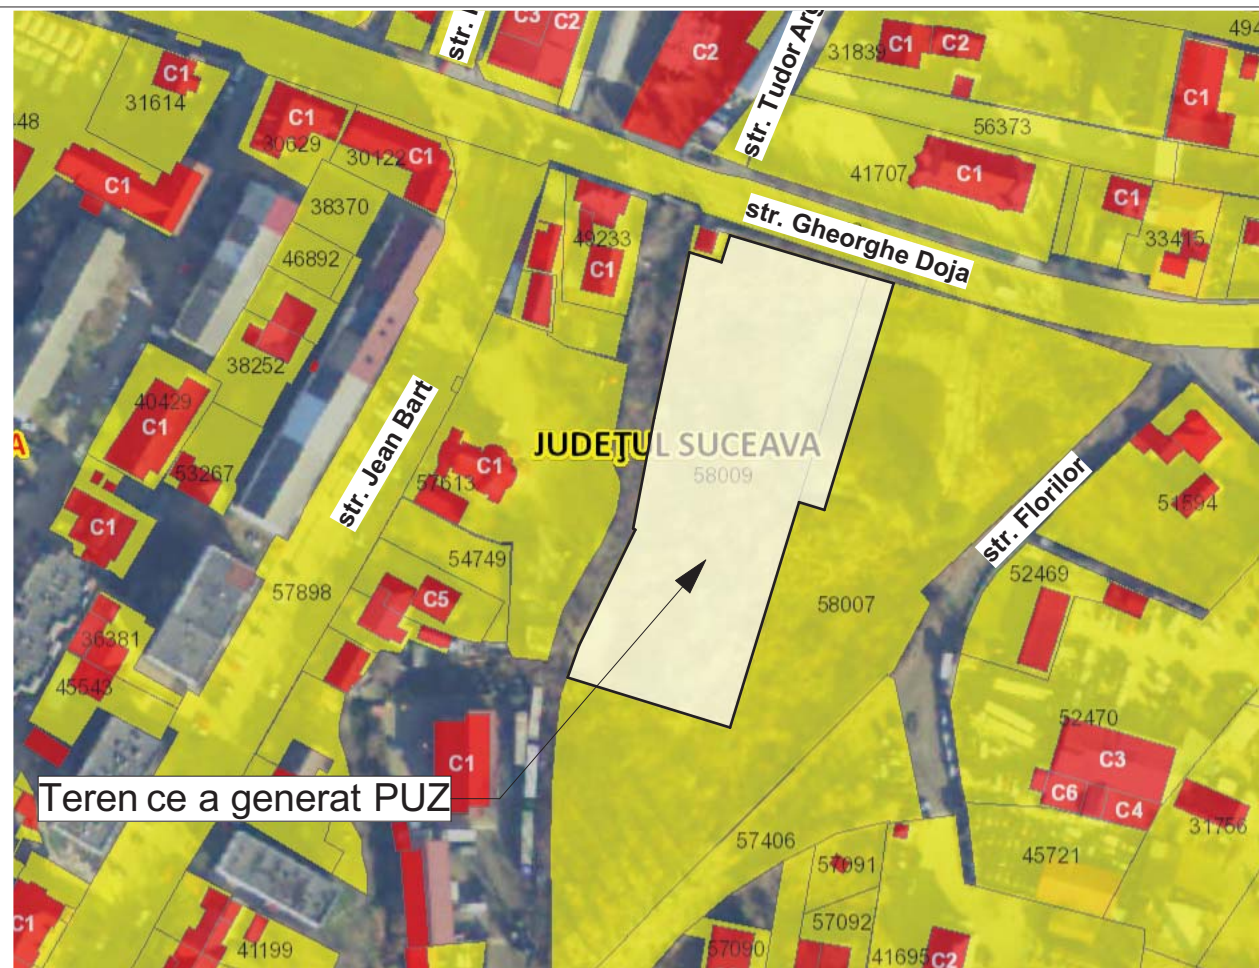 C3
C2
C2
C1
C2
494
31839
C1
31614
C1
C1
30629
str. Tudor Arg
56373
48
30122
C1
41707
C1
C1
C1
38370
str. Gheorghe Doja
49233
33415
46892
C1
38252
40429
C1
str. Jean Bart
JUDEŢUL SUCEAVA
A
53267
57613
C1
58009
51594
C1
str. Florilor
54749
52469
57898
C5
58007
36381
45543
52470
C1
C3
Teren ce a generat PUZ
C6
C4
31756
57406
57091
45721
57092
C1
41199
57090
41695
C2